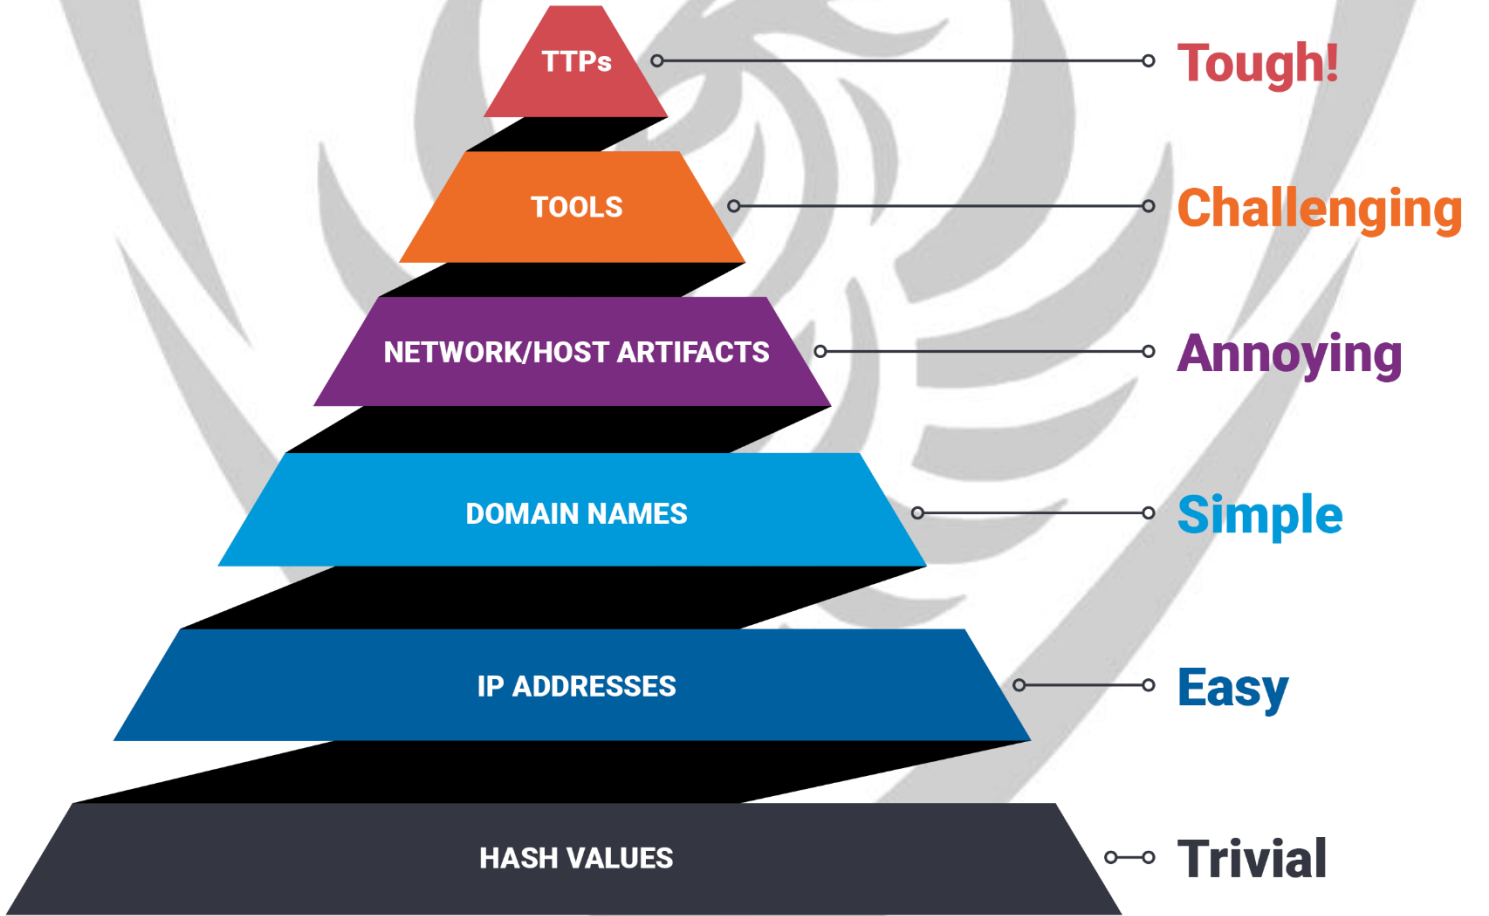 TTPs
Tough!
TOOLS
Challenging
NETWORK/HOST ARTIFACTS
Annoying
DOMAIN NAMES
Simple
IP ADDRESSES
Easy
HASH VALUES
Trivial